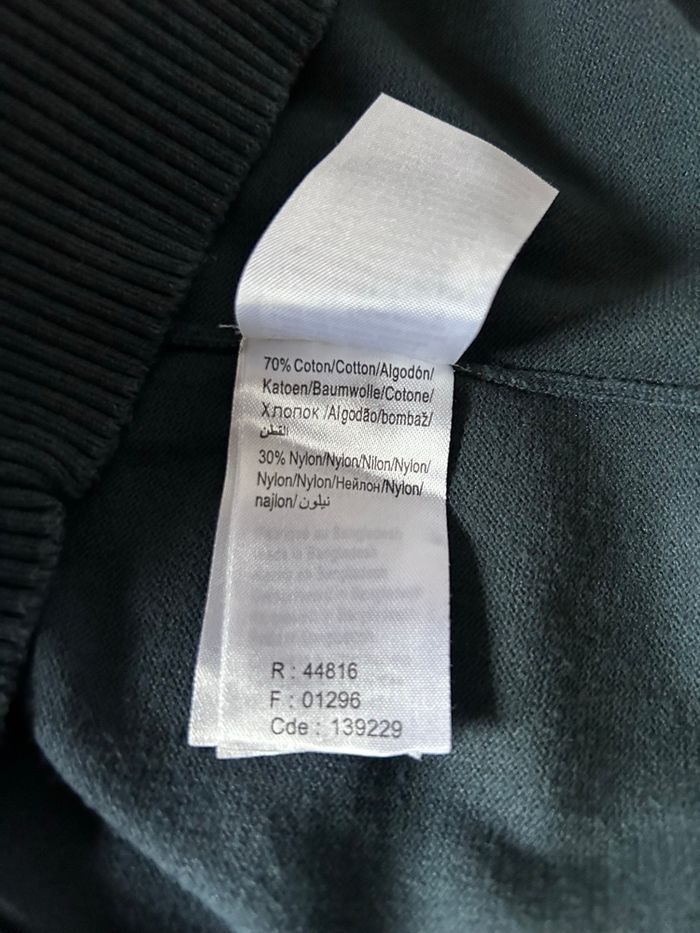 70% Coton/Cotton/Algodón/
Katoen/Baumwolle/Cotone/
Хлопок /Algodão/bombaž/
القطن
30% Nylon/Nylon/Nilon/Nylon/
Nylon/Nylon/Нейлон/Nylon/
najlon/نيلون
R : 44816
F : 01296
Cde : 139229